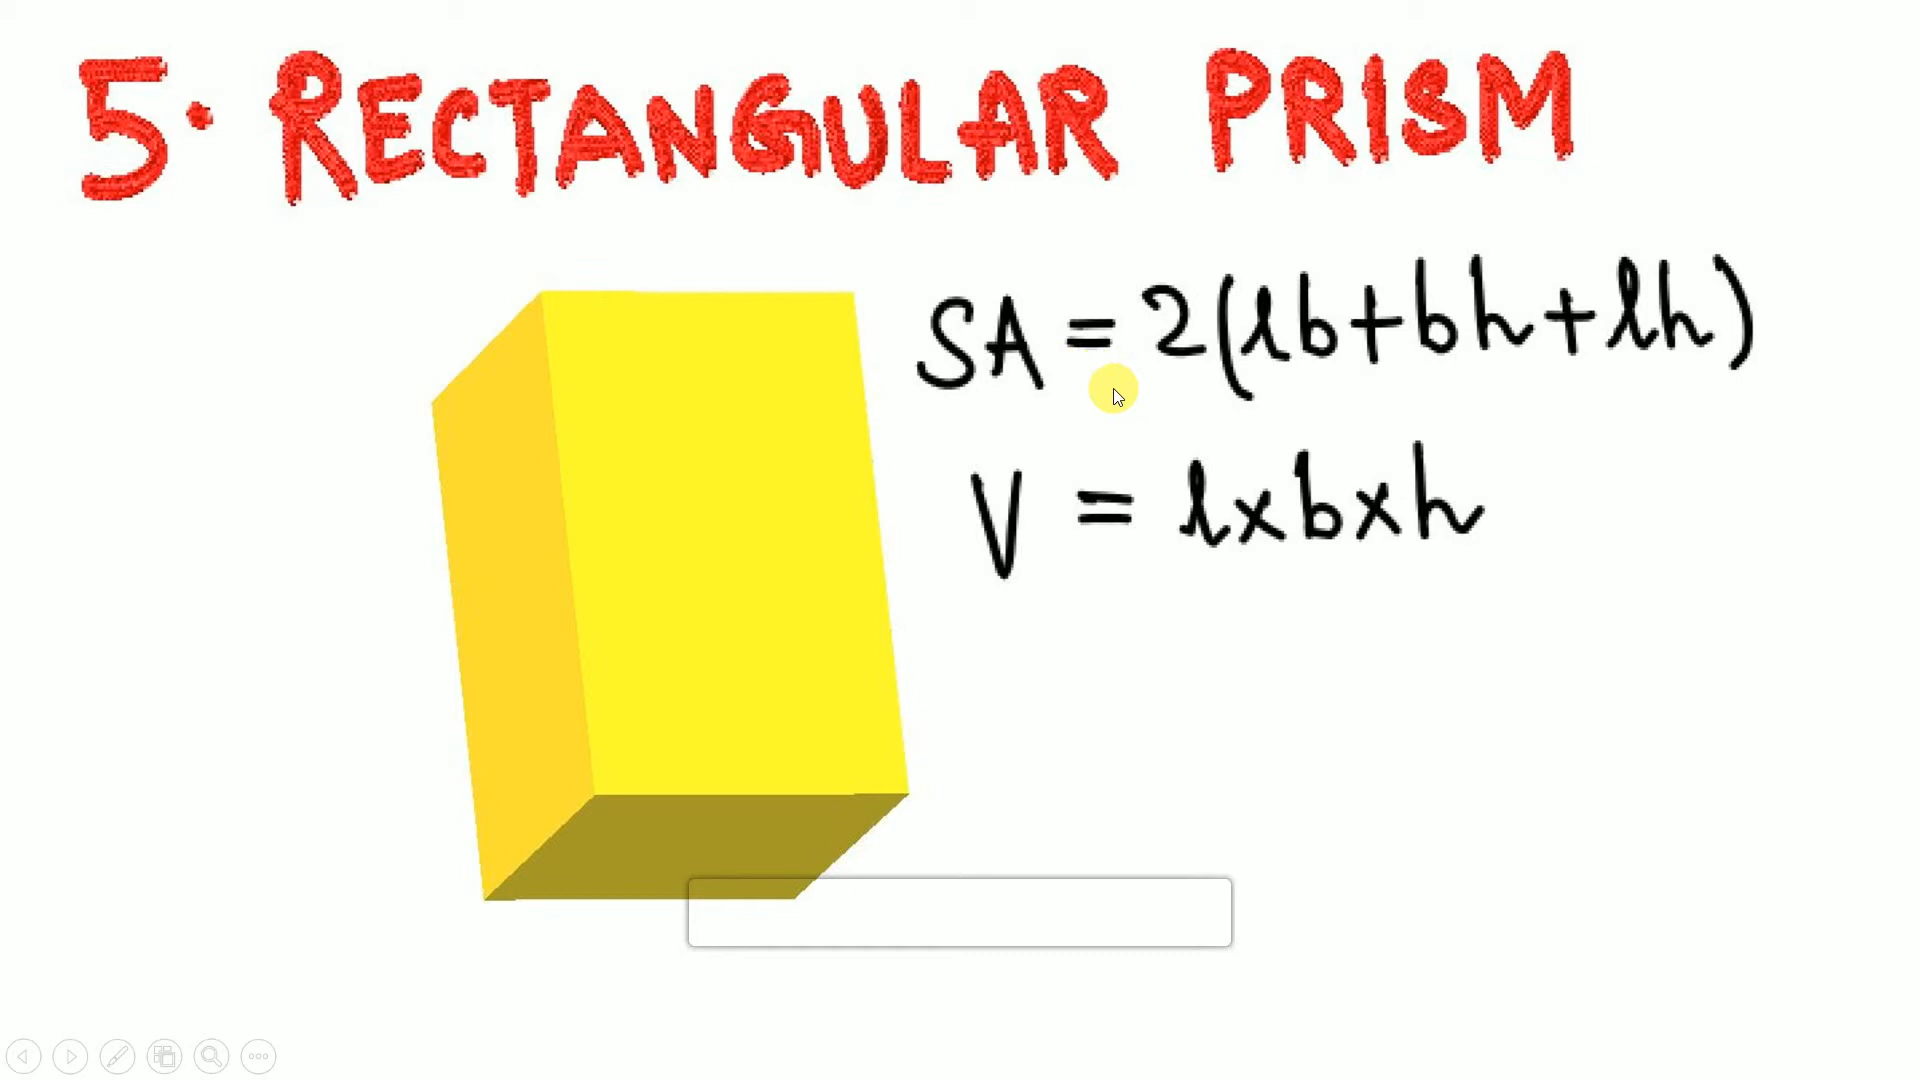 5. RECTANGULAR PRISM
SA = 2(lb+bh+lh)
V = lxbxh